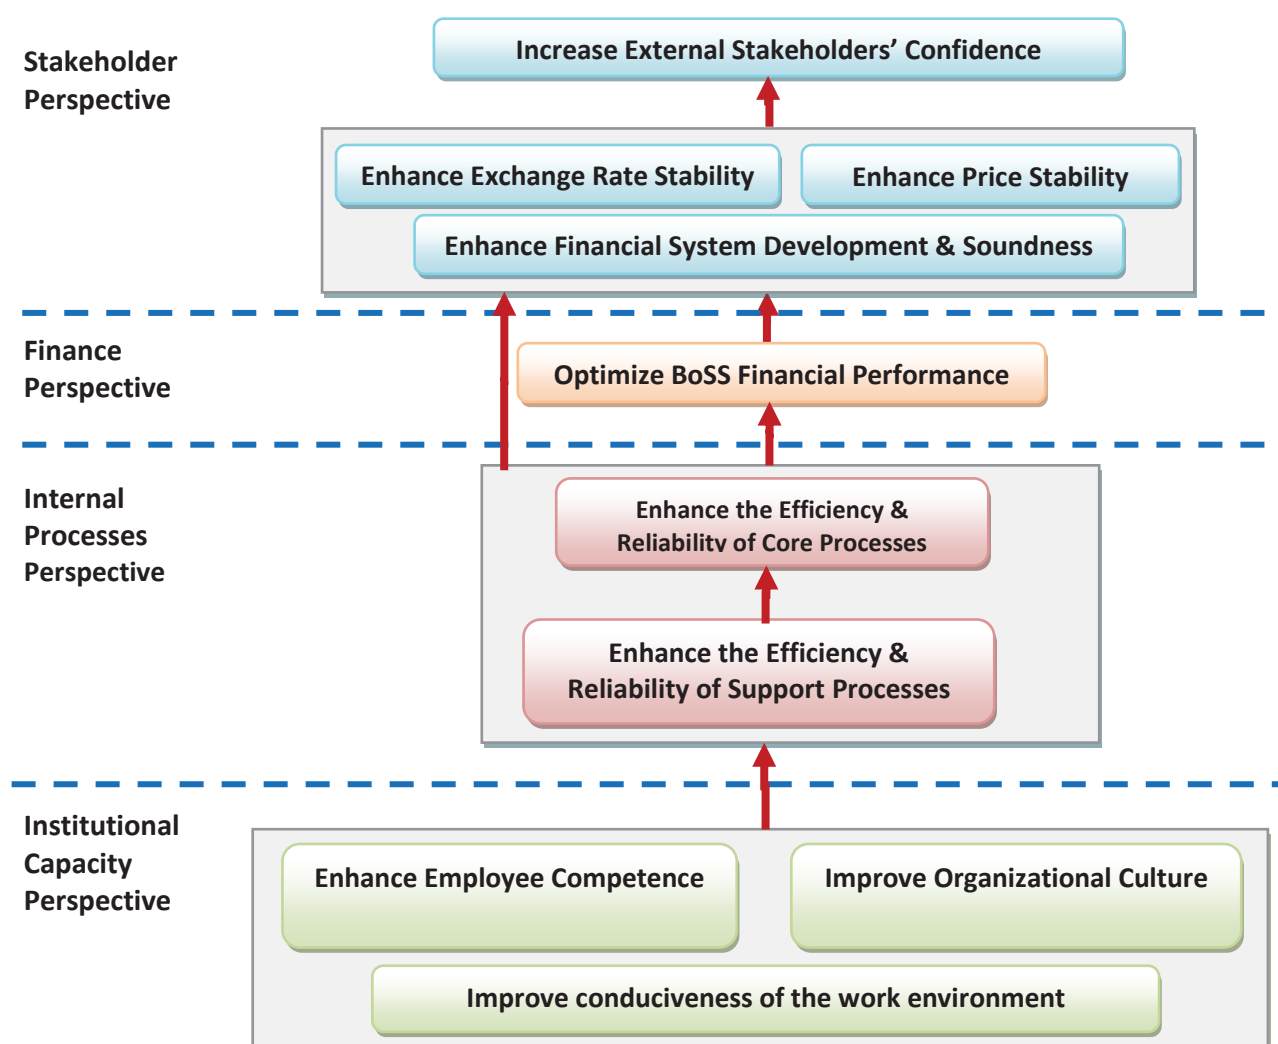 Stakeholder
Perspective
Increase External Stakeholders’ Confidence
Enhance Exchange Rate Stability
Enhance Price Stability
Enhance Financial System Development & Soundness
Finance
Perspective
Optimize BoSS Financial Performance
Internal
Processes
Perspective
Enhance the Efficiency &
Reliability of Core Processes
Enhance the Efficiency &
Reliability of Support Processes
Institutional
Capacity
Perspective
Enhance Employee Competence
Improve Organizational Culture
Improve conduciveness of the work environment